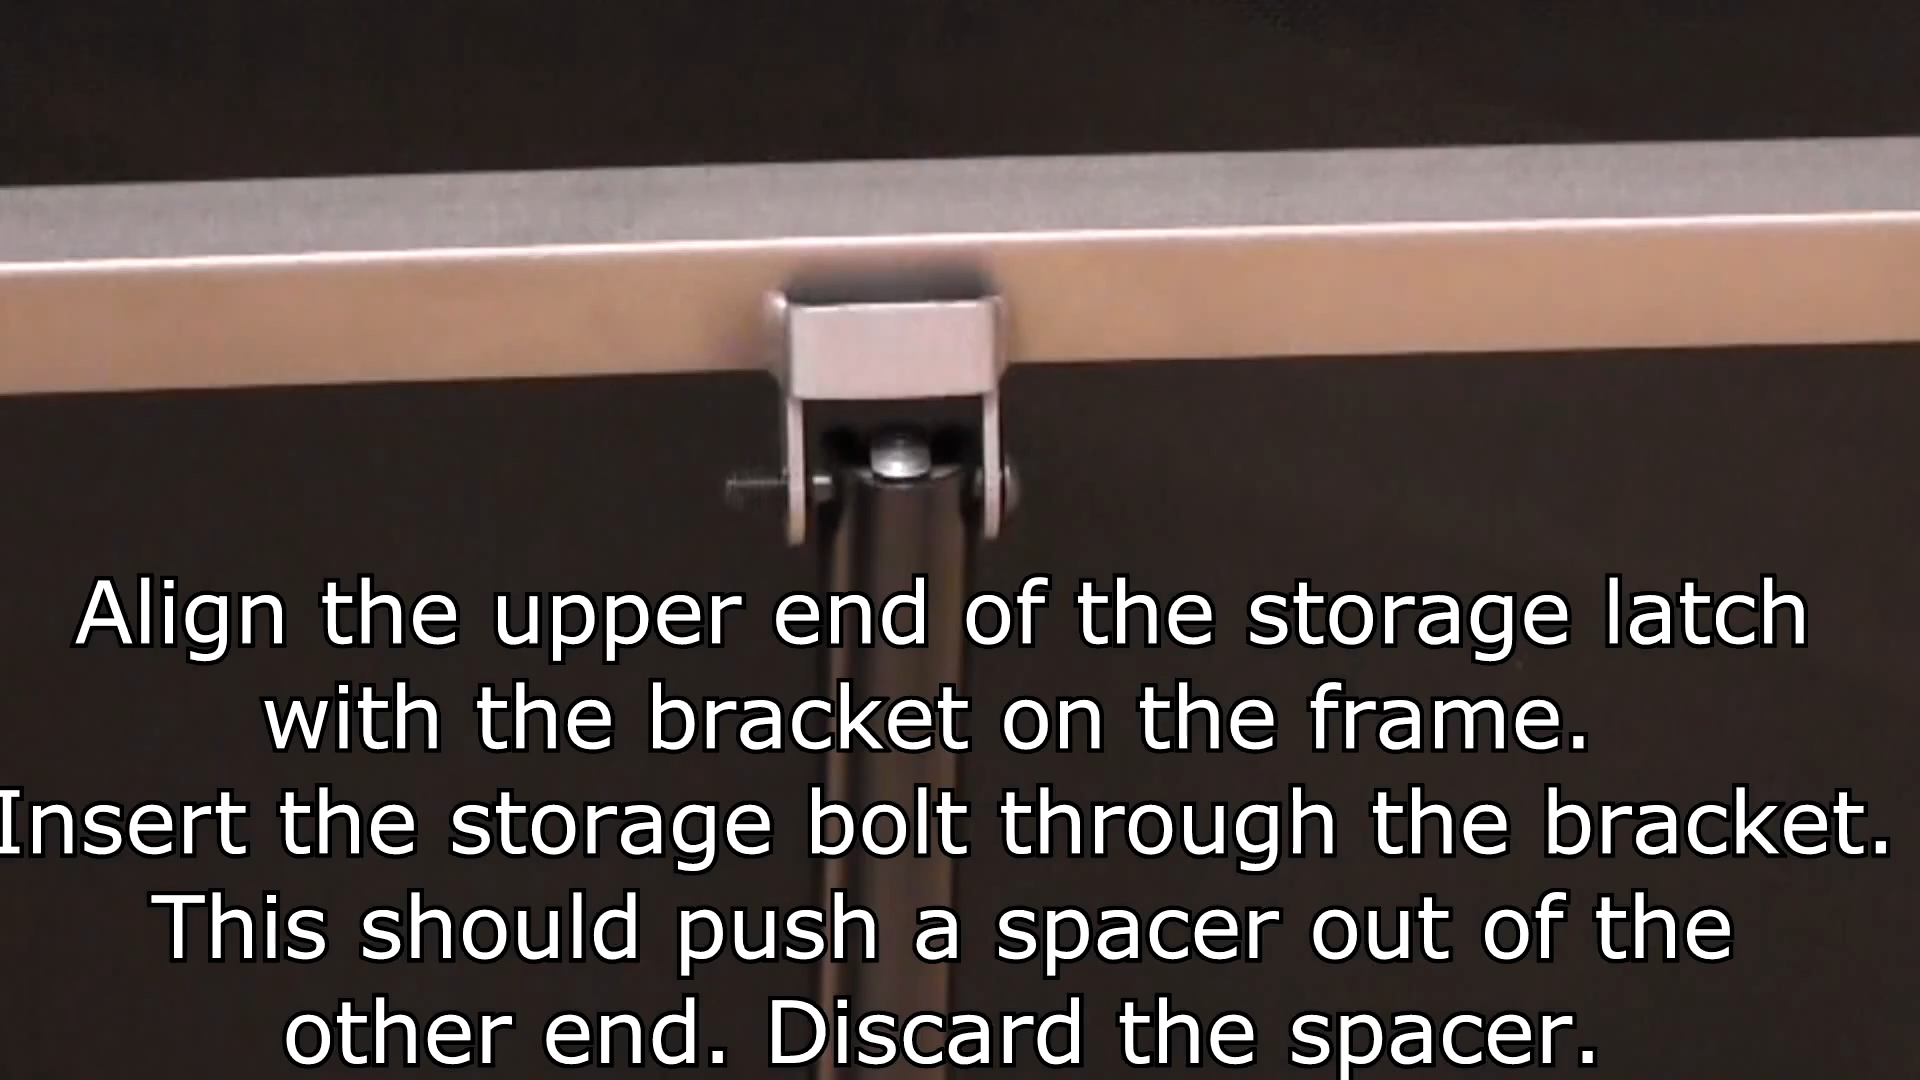 Align the upper end of the storage latch
with the bracket on the frame.
Insert the storage bolt through the bracket.
This should push a spacer out of the
other end. Discard the spacer.